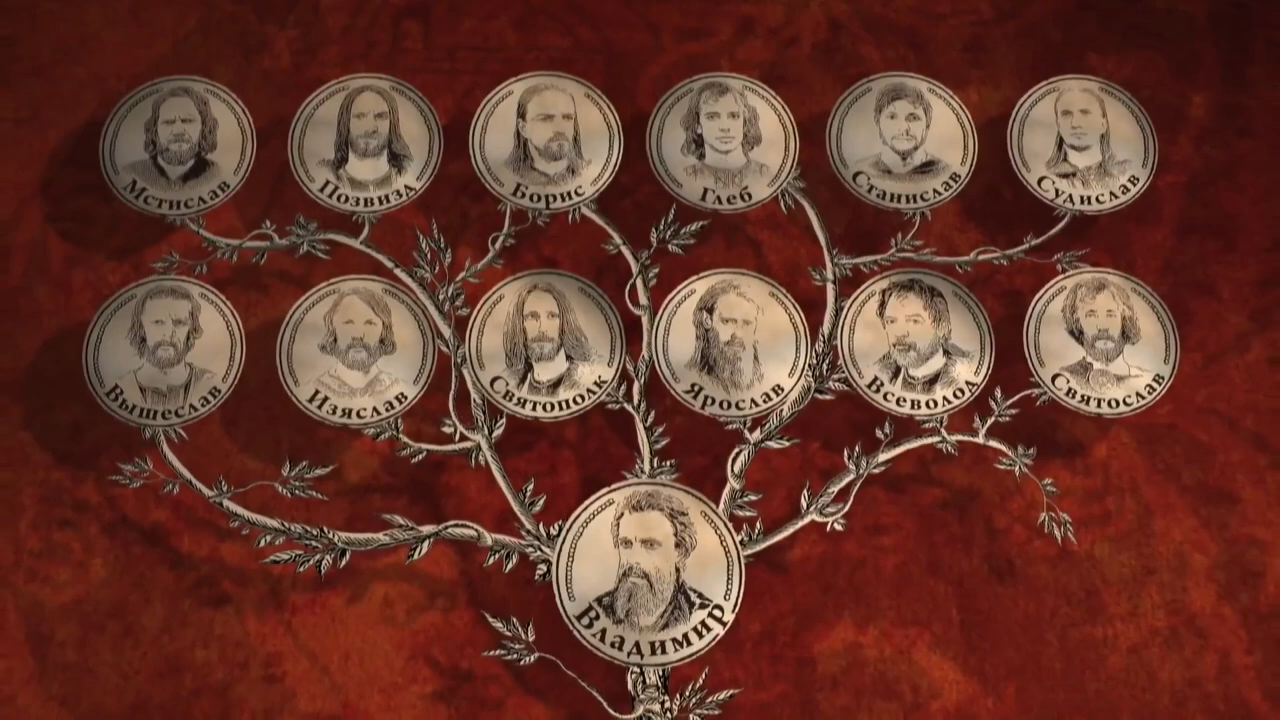 Мстислав
Позвизд
Борис
Глеб
Станислав
Судислав
Вышеслав
Изяслав
Святополк
Ярослав
Всеволод
Святослав
Владимир